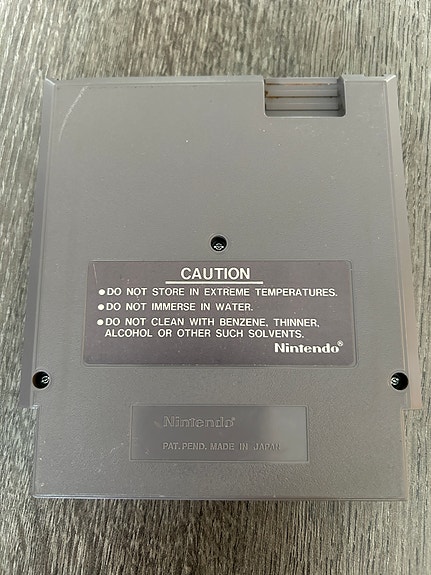 CAUTION
●DO NOT STORE IN EXTREME TEMPERATURES.
●DO NOT IMMERSE IN WATER.
●DO NOT CLEAN WITH BENZENE, THINNER,
ALCOHOL OR OTHER SUCH SOLVENTS.
Nintendo®
Nintendo®
PAT. PEND. MADE IN JAPAN